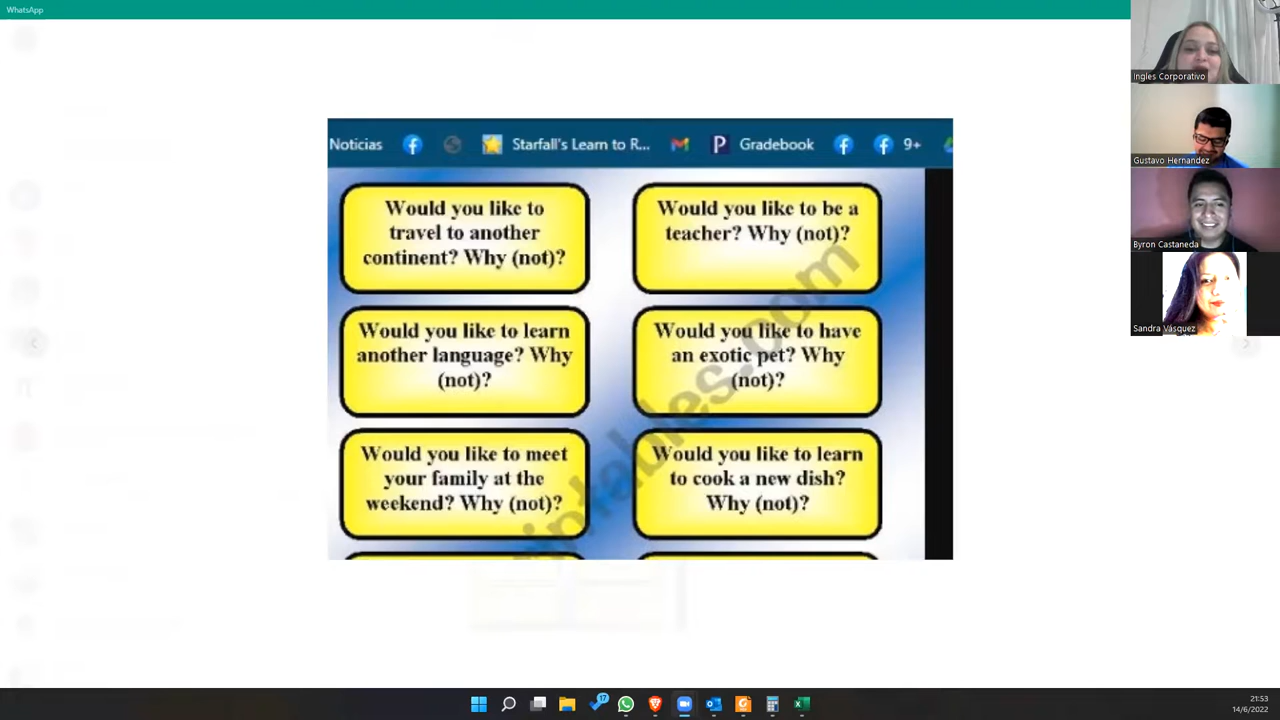 WhatsApp
Noticias
Starfall's Learn to R...
Gradebook
9+
Would you like to
travel to another
continent? Why (not)?
Would you like to be a
teacher? Why (not)?
Would you like to learn
another language? Why
(not)?
Would you like to have
an exotic pet? Why
(not)?
Would you like to meet
your family at the
weekend? Why (not)?
Would you like to learn
to cook a new dish?
Why (not)?
Ingles Corporativo
Gustavo Hernandez
Byron Castaneda
Sandra Vásquez
17
21:53
14/6/2022